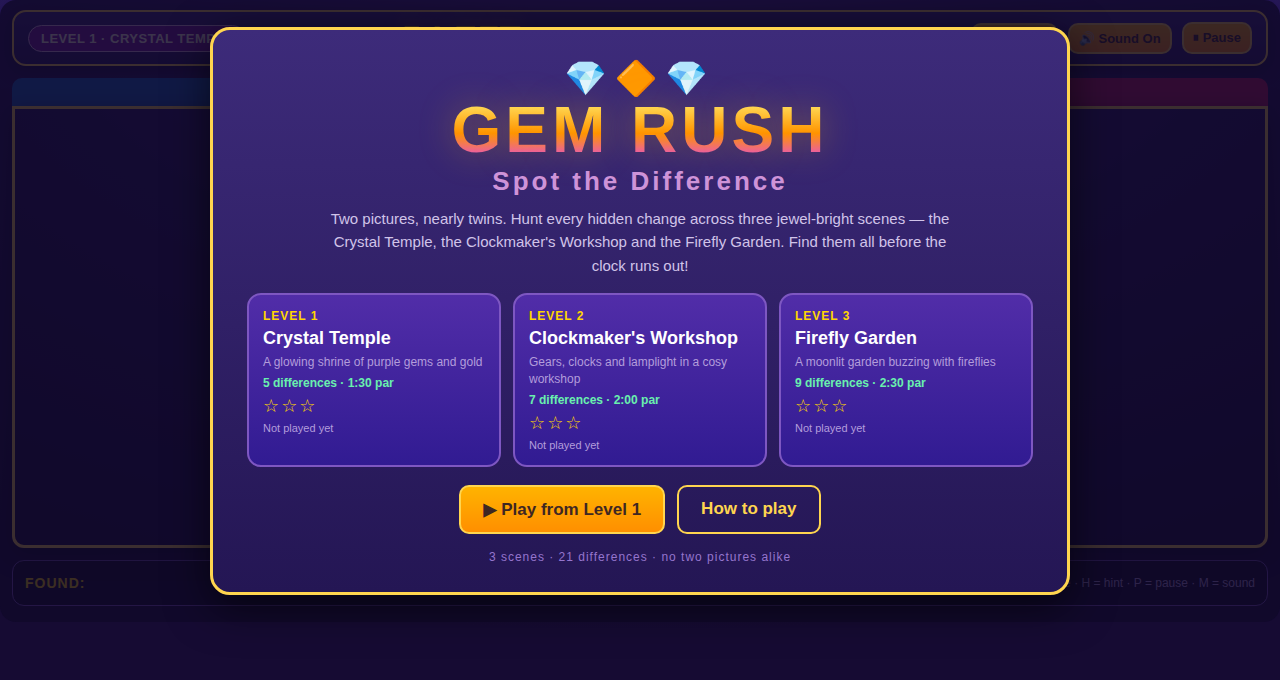 LEVEL 1 · CRYSTAL TEMP
🔊 Sound On
⏸ Pause
GEM RUSH
Spot the Difference
Two pictures, nearly twins. Hunt every hidden change across three jewel-bright scenes — the
Crystal Temple, the Clockmaker's Workshop and the Firefly Garden. Find them all before the
clock runs out!
LEVEL 1
Crystal Temple
A glowing shrine of purple gems and gold
5 differences · 1:30 par
☆☆☆
Not played yet
LEVEL 2
Clockmaker's Workshop
Gears, clocks and lamplight in a cosy
workshop
7 differences · 2:00 par
☆☆☆
Not played yet
LEVEL 3
Firefly Garden
A moonlit garden buzzing with fireflies
9 differences · 2:30 par
☆☆☆
Not played yet
▶ Play from Level 1
How to play
3 scenes · 21 differences · no two pictures alike
FOUND:
H = hint · P = pause · M = sound